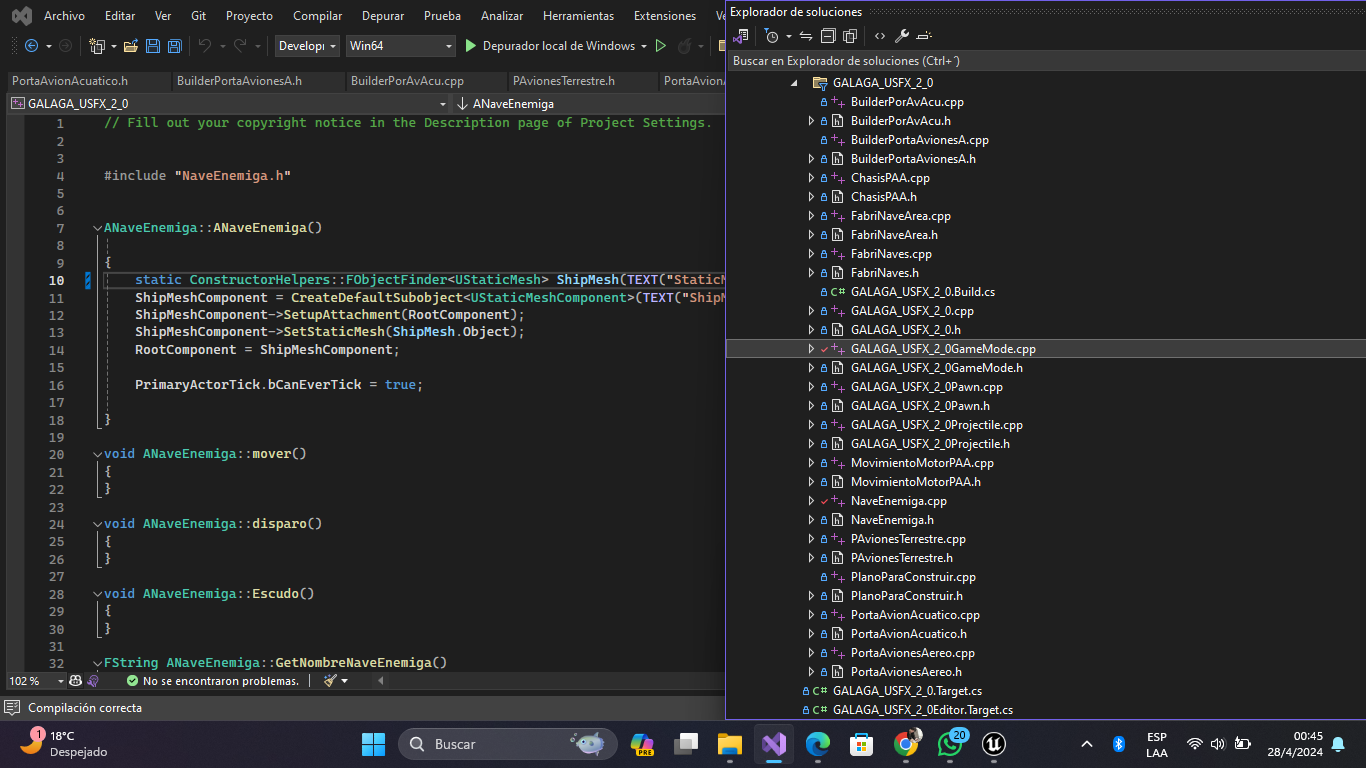 Archivo Editar Ver Git Proyecto Compilar Depurar Prueba Analizar Herramientas Extensiones
Explorador de soluciones
Develop Win64 Depurador local de Windows
Buscar en Explorador de soluciones (Ctrl+´)
PortaAvionAcuatico.h BuilderPortaAvionesA.h BuilderPorAvAcu.cpp PAvionesTerrestre.h PortaAvion
GALAGA_USFX_2_0 ANaveEnemiga
1 // Fill out your copyright notice in the Description page of Project Settings.
2
3
4 #include "NaveEnemiga.h"
5
6
7 ANaveEnemiga::ANaveEnemiga()
8
9 {
10 static ConstructorHelpers::FObjectFinder<UStaticMesh> ShipMesh(TEXT("StaticM
11 ShipMeshComponent = CreateDefaultSubobject<UStaticMeshComponent>(TEXT("ShipM
12 ShipMeshComponent->SetupAttachment(RootComponent);
13 ShipMeshComponent->SetStaticMesh(ShipMesh.Object);
14 RootComponent = ShipMeshComponent;
15
16 PrimaryActorTick.bCanEverTick = true;
17
18 }
19
20 void ANaveEnemiga::mover()
21 {
22 }
23
24 void ANaveEnemiga::disparo()
25 {
26 }
27
28 void ANaveEnemiga::Escudo()
29 {
30 }
31
32 FString ANaveEnemiga::GetNombreNaveEnemiga()
102 % No se encontraron problemas.
Compilación correcta
GALAGA_USFX_2_0
BuilderPorAvAcu.cpp
BuilderPorAvAcu.h
BuilderPortaAvionesA.cpp
BuilderPortaAvionesA.h
ChasisPAA.cpp
ChasisPAA.h
FabriNaveArea.cpp
FabriNaveArea.h
FabriNaves.cpp
FabriNaves.h
C# GALAGA_USFX_2_0.Build.cs
GALAGA_USFX_2_0.cpp
GALAGA_USFX_2_0.h
GALAGA_USFX_2_0GameMode.cpp
GALAGA_USFX_2_0GameMode.h
GALAGA_USFX_2_0Pawn.cpp
GALAGA_USFX_2_0Pawn.h
GALAGA_USFX_2_0Projectile.cpp
GALAGA_USFX_2_0Projectile.h
MovimientoMotorPAA.cpp
MovimientoMotorPAA.h
NaveEnemiga.cpp
NaveEnemiga.h
PAvionesTerrestre.cpp
PAvionesTerrestre.h
PlanoParaConstruir.cpp
PlanoParaConstruir.h
PortaAvionAcuatico.cpp
PortaAvionAcuatico.h
PortaAvionesAereo.cpp
PortaAvionesAereo.h
C# GALAGA_USFX_2_0.Target.cs
C# GALAGA_USFX_2_0Editor.Target.cs
1 18°C
Despejado
Buscar
PRE
20
ESP
LAA
00:45
28/4/2024